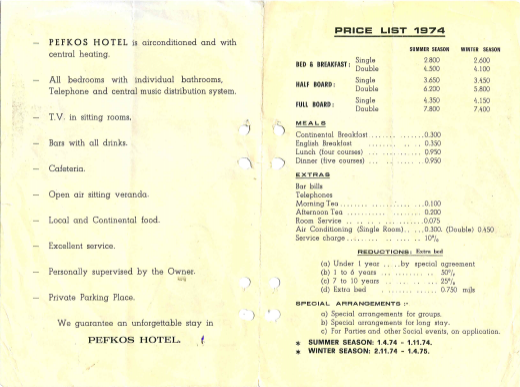 — PEFKOS HOTEL is airconditioned and with
central heating.
— All bedrooms with individual bathrooms,
Telephone and central music distribution system.
— T.V. in sitting rooms.
— Bars with all drinks.
— Cafeteria.
— Open air sitting veranda.
— Local and Continental food.
— Excellent service.
— Personally supervised by the Owner.
— Private Parking Place.
We guarantee an unforgettable stay in
PEFKOS HOTEL.
PRICE LIST 1974
SUMMER SEASON WINTER SEASON
BED & BREAKFAST: Single 2.800 2.600
Double 4.500 4.100
HALF BOARD: Single 3.650 3.450
Double 6.200 5.800
FULL BOARD: Single 4.350 4.150
Double 7.800 7.400
MEALS
Continental Breakfast .............. 0.300
English Breakfast .............. 0.350
Lunch (four courses) .............. 0.950
Dinner (five courses) .............. 0.950
EXTRAS
Bar bills
Telephones
Morning Tea .................... 0.100
Afternoon Tea .................... 0.200
Room Service .................... 0.075
Air Conditioning (Single Room).... 0.300. (Double) 0.450
Service charge .............. 10%
REDUCTIONS: Extra bed
(a) Under 1 year .....by special agreement
(b) 1 to 6 years .............. 50%
(c) 7 to 10 years .............. 25%
(d) Extra bed .............. 0.750 mils
SPECIAL ARRANGEMENTS :-
a) Special arrangements for groups.
b) Special arrangements for long stay.
c) For Parties and other Social events, on application.
* SUMMER SEASON: 1.4.74 - 1.11.74.
* WINTER SEASON: 2.11.74 - 1.4.75.